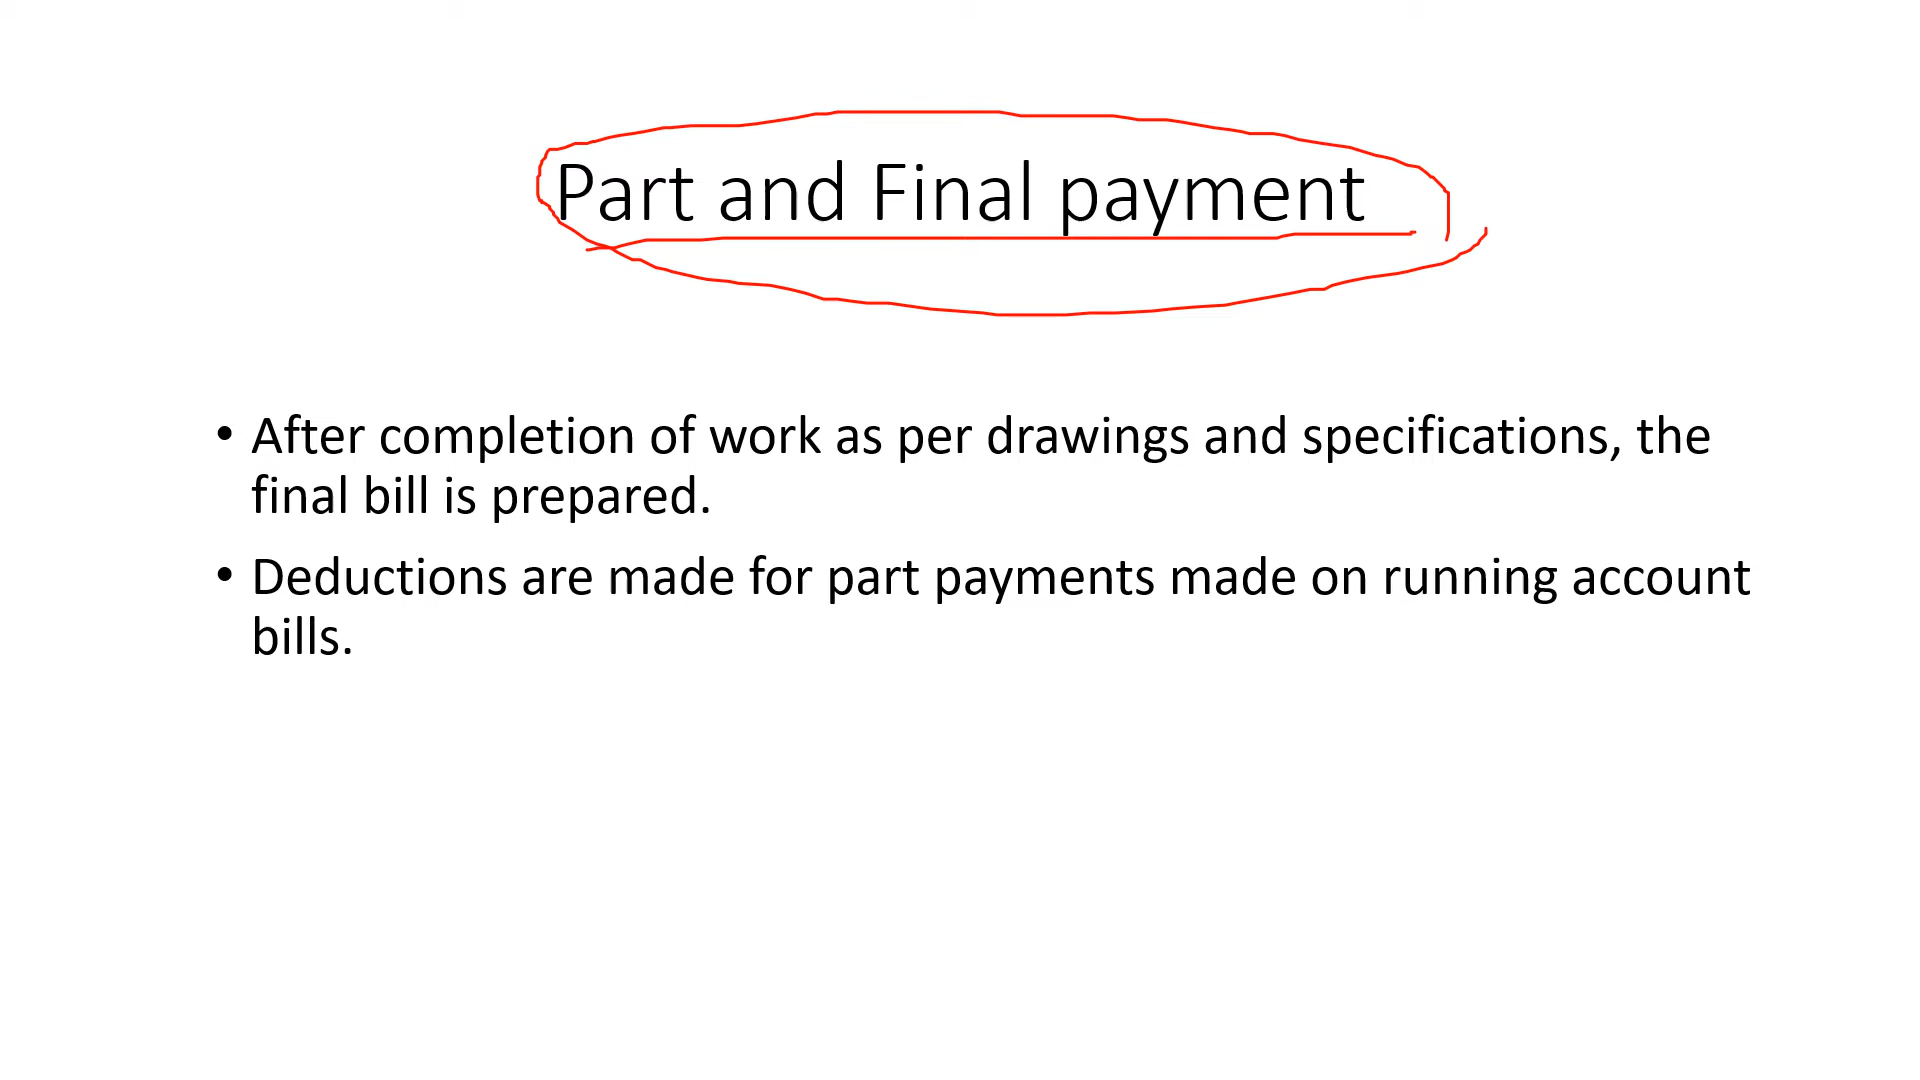 Part and Final payment
• After completion of work as per drawings and specifications, the
final bill is prepared.
• Deductions are made for part payments made on running account
bills.